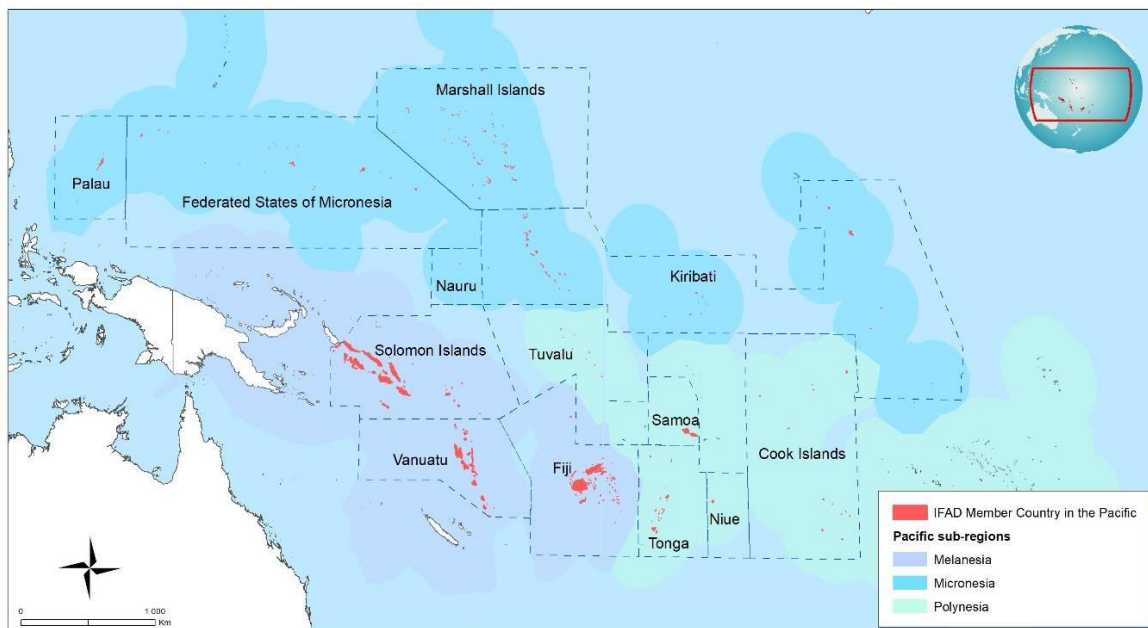 Marshall Islands
Palau
Federated States of Micronesia
Nauru
Kiribati
Solomon Islands
Tuvalu
Samoa
Vanuatu
Fiji
Cook Islands
Niue
Tonga
IFAD Member Country in the Pacific
Pacific sub-regions
Melanesia
Micronesia
Polynesia
0 1 000
Km